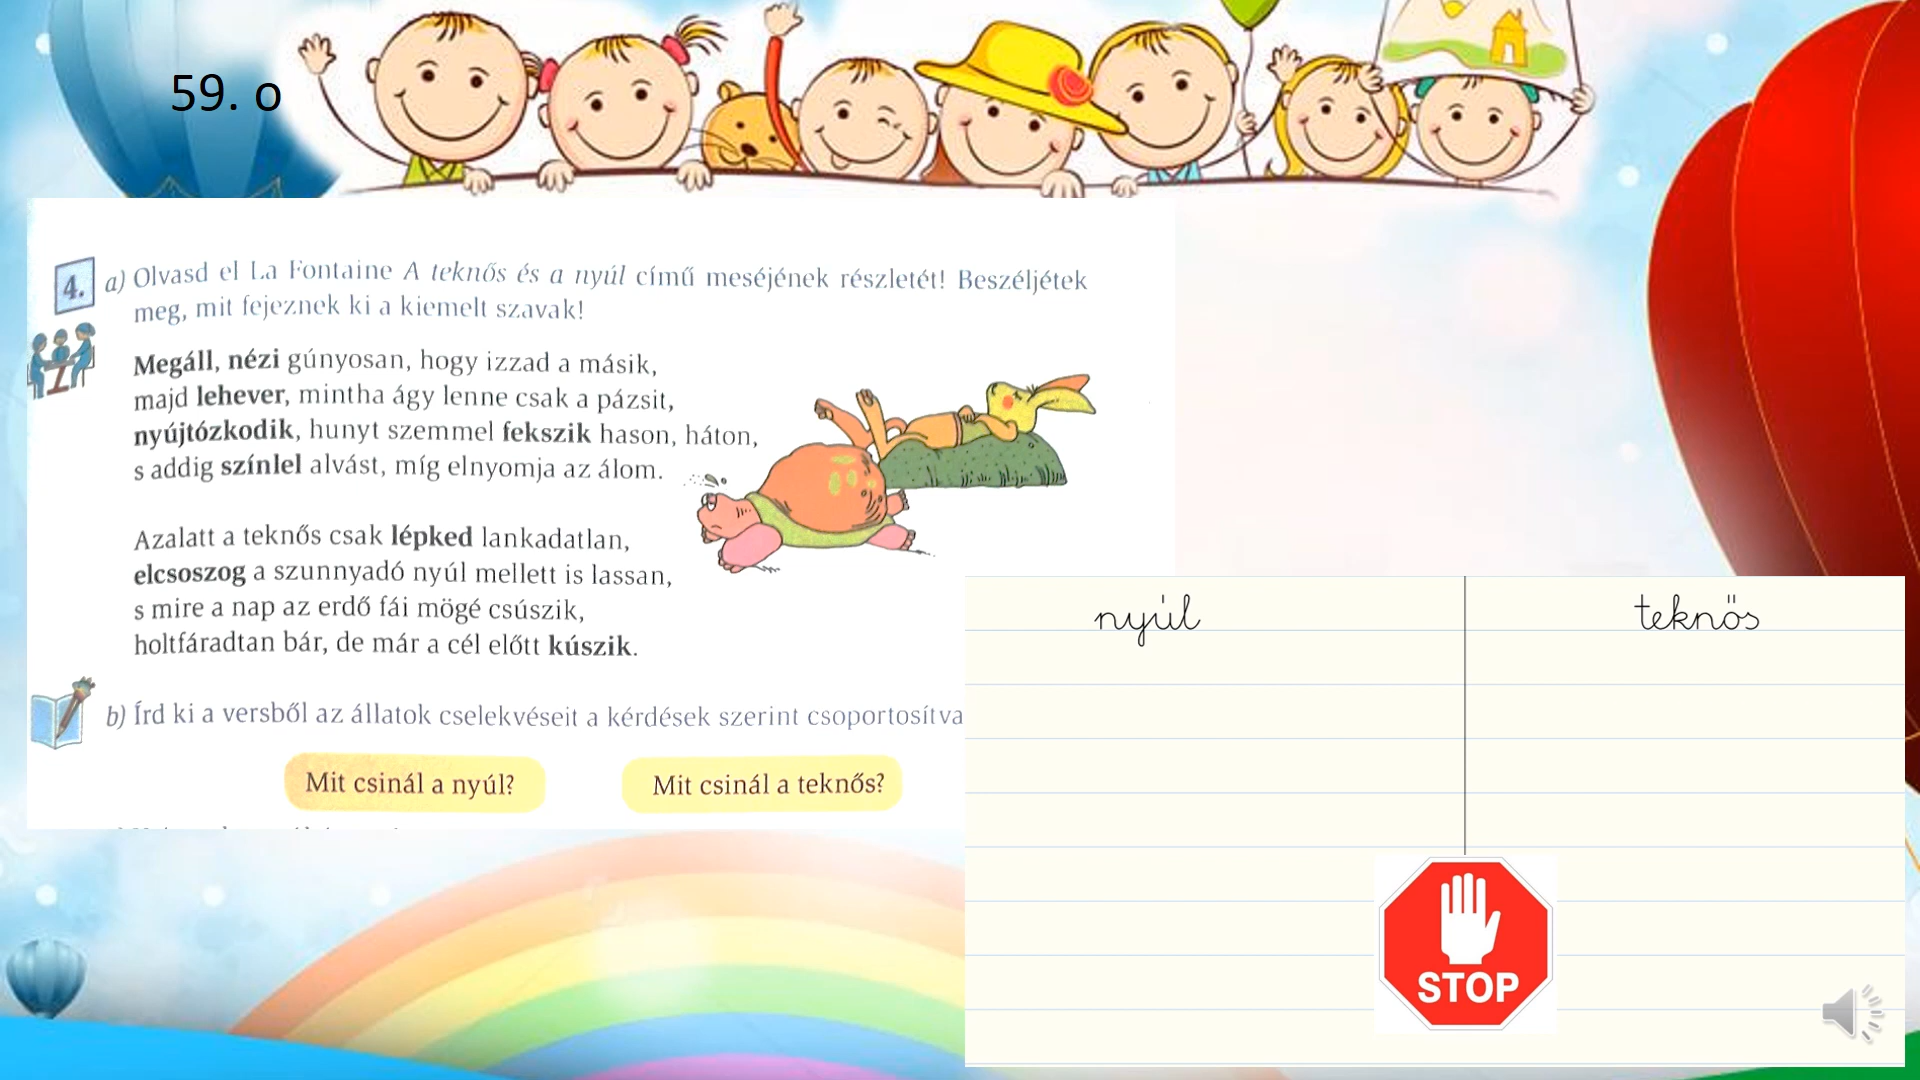 59. o
4. a) Olvasd el La Fontaine A teknős és a nyúl című meséjének részletét! Beszéljétek
meg, mit fejeznek ki a kiemelt szavak!
Megáll, nézi gúnyosan, hogy izzad a másik,
majd lehever, mintha ágy lenne csak a pázsit,
nyújtózkodik, hunyt szemmel fekszik hason, háton,
s addig színlel alvást, míg elnyomja az álom.
Azalatt a teknős csak lépked lankadatlan,
elcsoszog a szunnyadó nyúl mellett is lassan,
s mire a nap az erdő fái mögé csúszik,
holtfáradtan bár, de már a cél előtt kúszik.
b) Írd ki a versből az állatok cselekvéseit a kérdések szerint csoportosítva
Mit csinál a nyúl?
Mit csinál a teknős?
nyúl
teknős
STOP